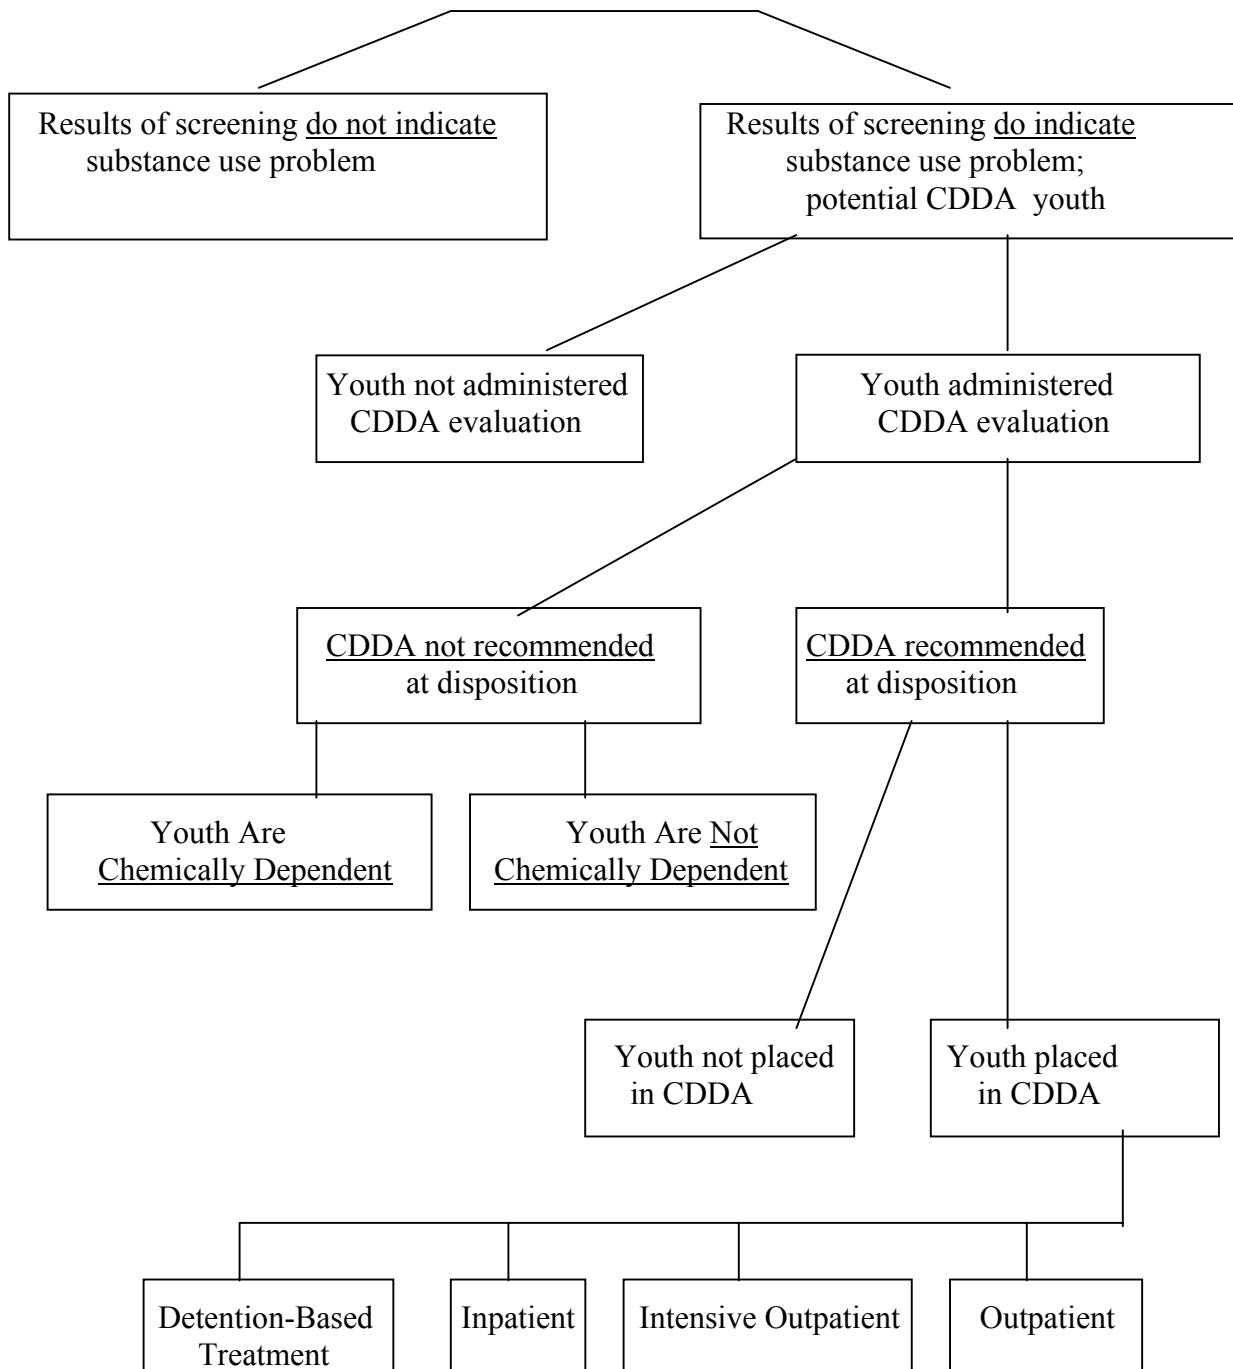 Results of screening do not indicate
substance use problem
Results of screening do indicate
substance use problem;
potential CDDA youth
Youth not administered
CDDA evaluation
Youth administered
CDDA evaluation
CDDA not recommended
at disposition
CDDA recommended
at disposition
Youth Are
Chemically Dependent
Youth Are Not
Chemically Dependent
Youth not placed
in CDDA
Youth placed
in CDDA
Detention-Based
Treatment
Inpatient
Intensive Outpatient
Outpatient